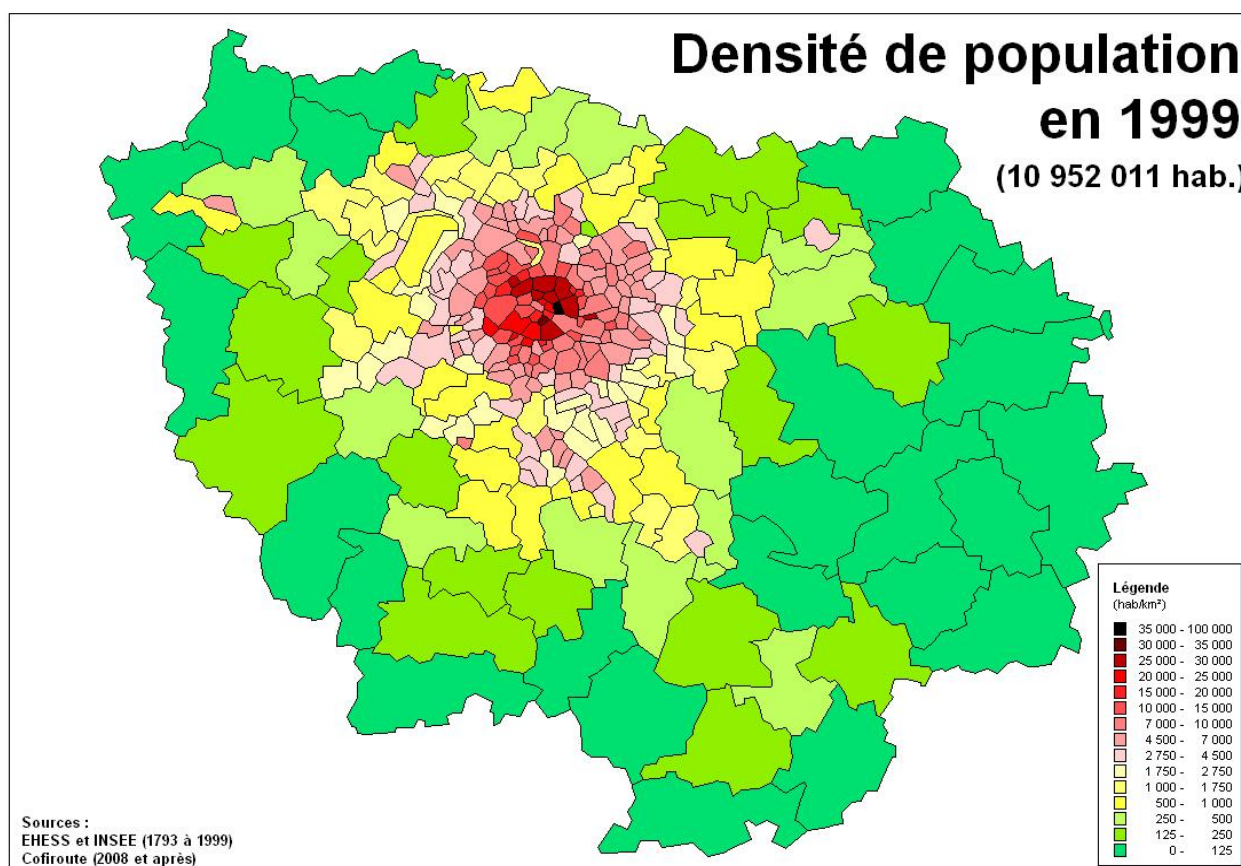 Densité de population
en 1999
(10 952 011 hab.)
Légende
(hab/km²)
35 000 - 100 000
30 000 - 35 000
25 000 - 30 000
20 000 - 25 000
15 000 - 20 000
10 000 - 15 000
7 000 - 10 000
4 500 - 7 000
2 750 - 4 500
1 750 - 2 750
1 000 - 1 750
500 - 1 000
250 - 500
125 - 250
0 - 125
Sources :
EHESS et INSEE (1793 à 1999)
Cofiroute (2008 et après)